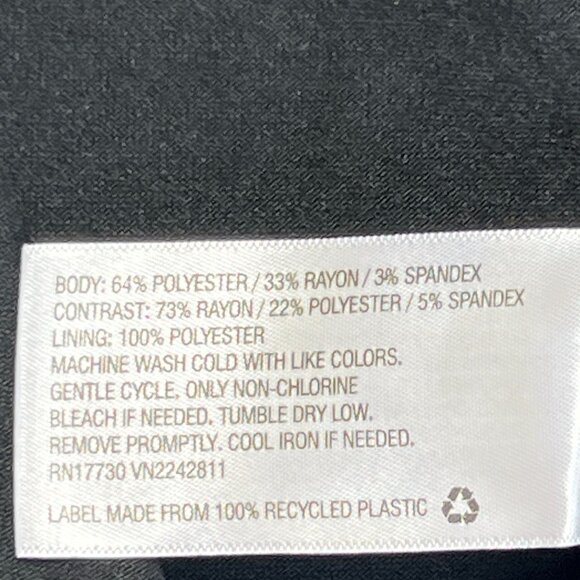 BODY: 64% POLYESTER / 33% RAYON / 3% SPANDEX
CONTRAST: 73% RAYON / 22% POLYESTER / 5% SPANDEX
LINING: 100% POLYESTER
MACHINE WASH COLD WITH LIKE COLORS.
GENTLE CYCLE. ONLY NON-CHLORINE
BLEACH IF NEEDED. TUMBLE DRY LOW.
REMOVE PROMPTLY. COOL IRON IF NEEDED.
RN17730 VN2242811
LABEL MADE FROM 100% RECYCLED PLASTIC